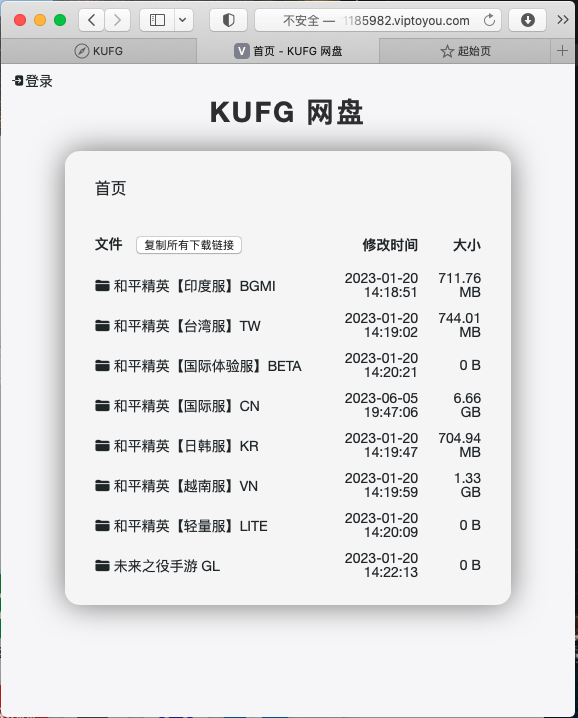 不安全 — 1185982.viptoyou.com
KUFG
V 首页 - KUFG 网盘
起始页
登录
KUFG 网盘
首页
文件 复制所有下载链接 修改时间 大小
和平精英【印度服】BGMI 2023-01-20 711.76
14:18:51 MB
和平精英【台湾服】TW 2023-01-20 744.01
14:19:02 MB
和平精英【国际体验服】BETA 2023-01-20 0 B
14:20:21
和平精英【国际服】CN 2023-06-05 6.66
19:47:06 GB
和平精英【日韩服】KR 2023-01-20 704.94
14:19:47 MB
和平精英【越南服】VN 2023-01-20 1.33
14:19:59 GB
和平精英【轻量服】LITE 2023-01-20 0 B
14:20:09
未来之役手游 GL 2023-01-20 0 B
14:22:13